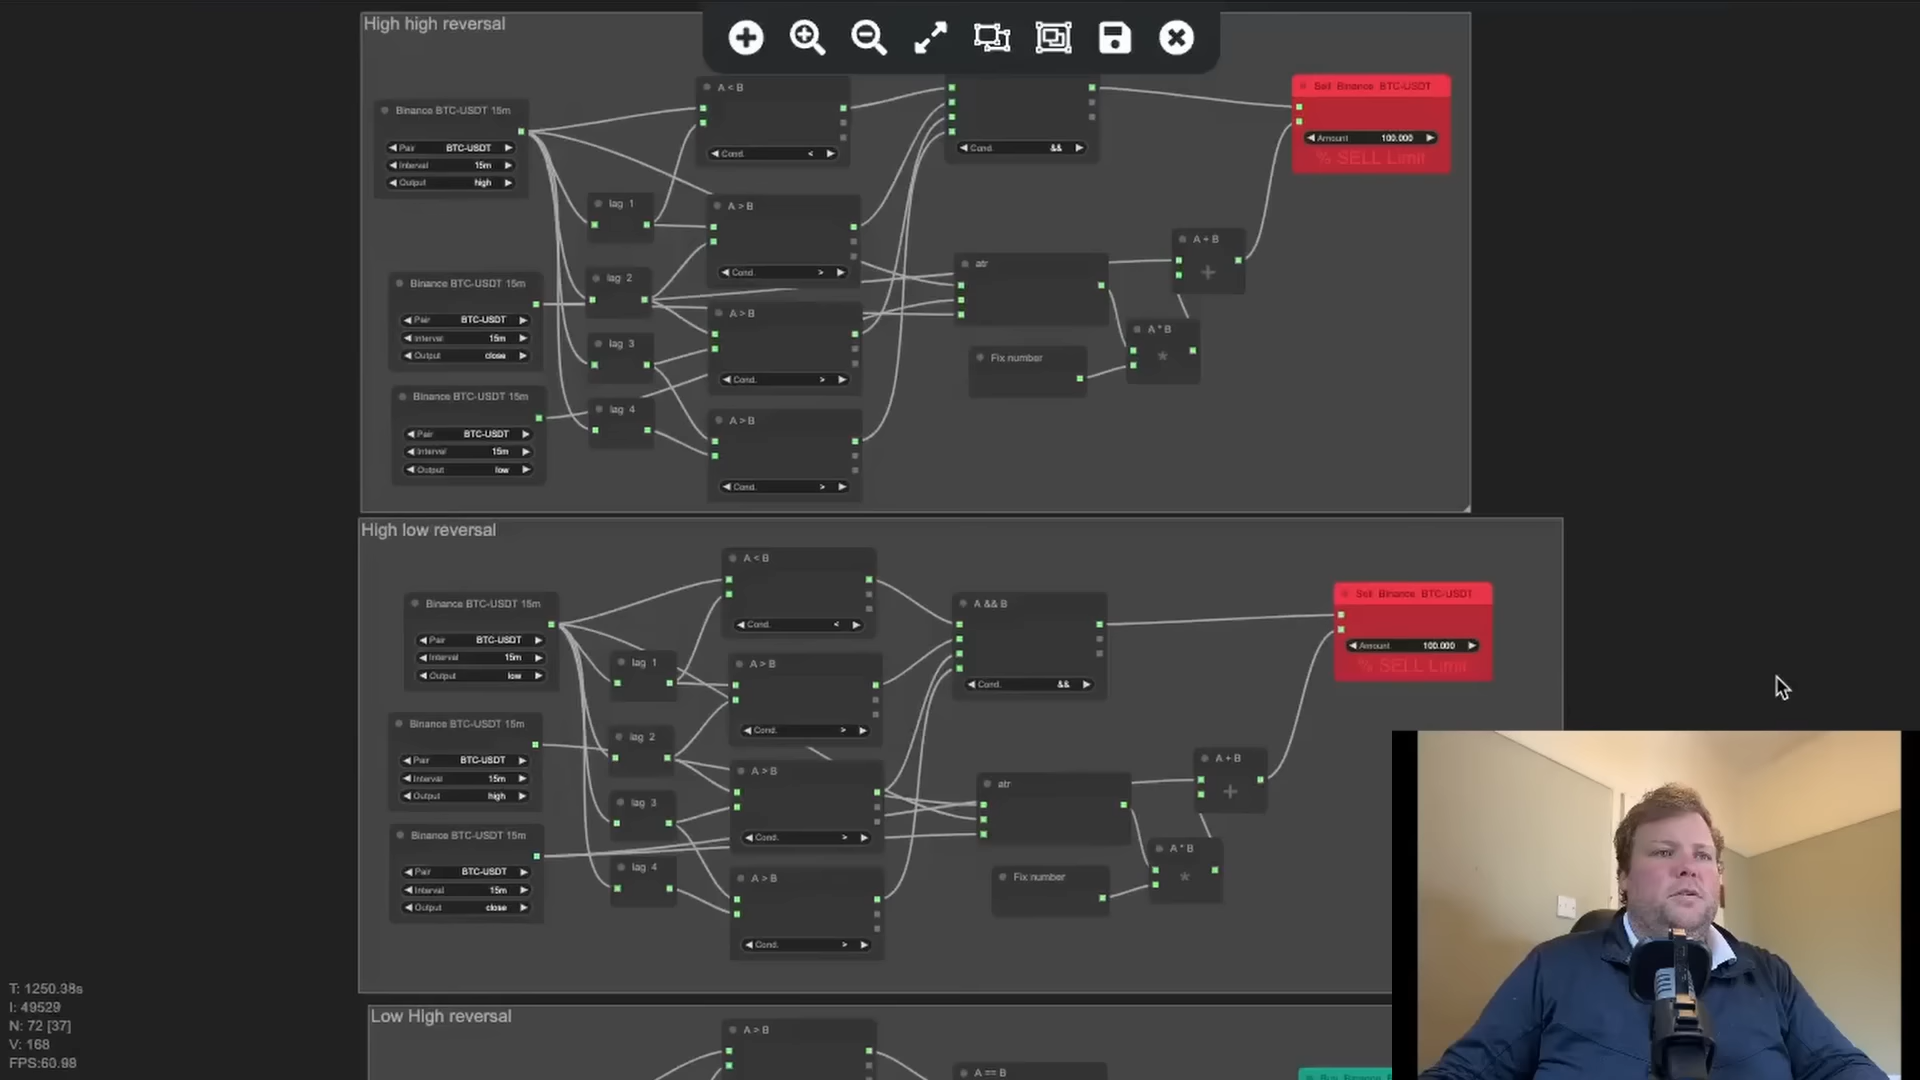 High high reversal
A < B
Cond. <
Binance BTC-USDT 15m
Pair BTC-USDT
Interval 15m
Output high
Cond. &&
Sell Binance BTC-USDT
Amount 100.000
% SELL Limit
lag 1
A > B
Cond. >
A + B
+
Binance BTC-USDT 15m
Pair BTC-USDT
Interval 15m
Output close
lag 2
atr
A > B
Cond. >
lag 3
Fix number
A * B
*
Binance BTC-USDT 15m
Pair BTC-USDT
Interval 15m
Output low
lag 4
A > B
Cond. >
High low reversal
A < B
Cond. <
Binance BTC-USDT 15m
Pair BTC-USDT
Interval 15m
Output low
A && B
Cond. &&
Sell Binance BTC-USDT
Amount 100.000
% SELL Limit
lag 1
A > B
Cond. >
Binance BTC-USDT 15m
Pair BTC-USDT
Interval 15m
Output high
lag 2
A > B
Cond. >
atr
A + B
+
lag 3
Binance BTC-USDT 15m
Pair BTC-USDT
Interval 15m
Output close
lag 4
A > B
Cond. >
Fix number
A * B
*
Low High reversal
A > B
A == B
T: 1250.38s
I: 49529
N: 72 [37]
V: 168
FPS:60.98